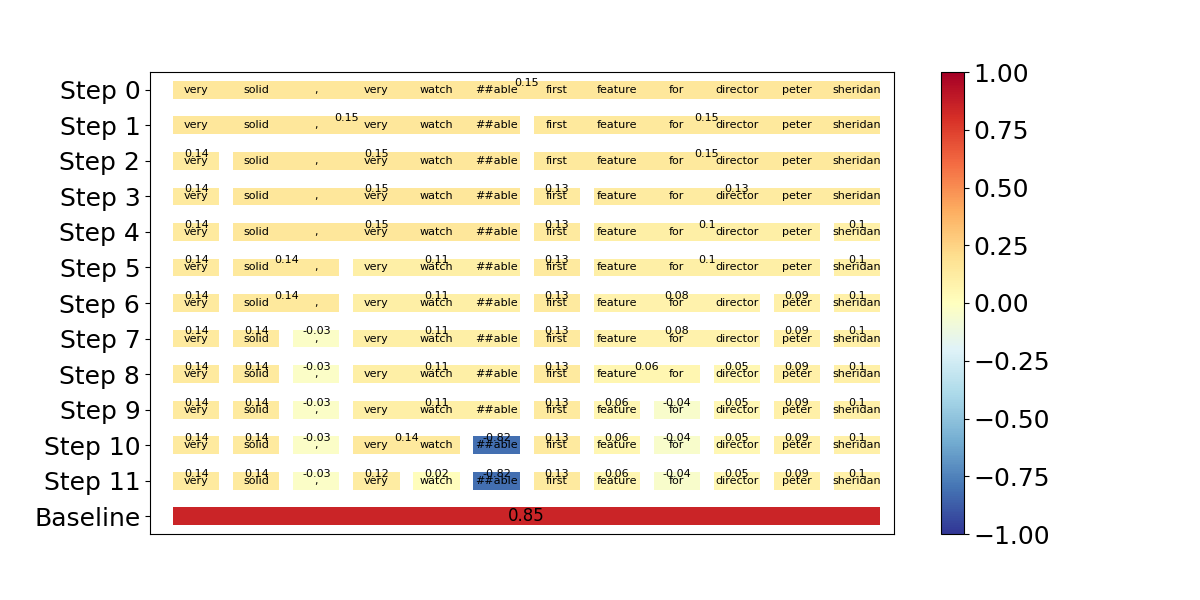 0.15
Step 0 very solid , very watch ##able first feature for director peter sheridan
0.15 0.15
Step 1 very solid , very watch ##able first feature for director peter sheridan
0.14 0.15 0.15
Step 2 very solid , very watch ##able first feature for director peter sheridan
0.14 0.15 0.13 0.13
Step 3 very solid , very watch ##able first feature for director peter sheridan
0.14 0.15 0.13 0.1 0.1
Step 4 very solid , very watch ##able first feature for director peter sheridan
0.14 0.14 0.11 0.13 0.1 0.1
Step 5 very solid , very watch ##able first feature for director peter sheridan
0.14 0.14 0.11 0.13 0.08 0.09 0.1
Step 6 very solid , very watch ##able first feature for director peter sheridan
0.14 0.14 -0.03 0.11 0.13 0.08 0.09 0.1
Step 7 very solid , very watch ##able first feature for director peter sheridan
0.14 0.14 -0.03 0.11 0.13 0.06 0.05 0.09 0.1
Step 8 very solid , very watch ##able first feature for director peter sheridan
0.14 0.14 -0.03 0.11 0.13 0.06 -0.04 0.05 0.09 0.1
Step 9 very solid , very watch ##able first feature for director peter sheridan
0.14 0.14 -0.03 0.14 -0.82 0.13 0.06 -0.04 0.05 0.09 0.1
Step 10 very solid , very watch ##able first feature for director peter sheridan
0.14 0.14 -0.03 0.12 0.02 -0.82 0.13 0.06 -0.04 0.05 0.09 0.1
Step 11 very solid , very watch ##able first feature for director peter sheridan
Baseline 0.85
1.00
0.75
0.50
0.25
0.00
−0.25
−0.50
−0.75
−1.00